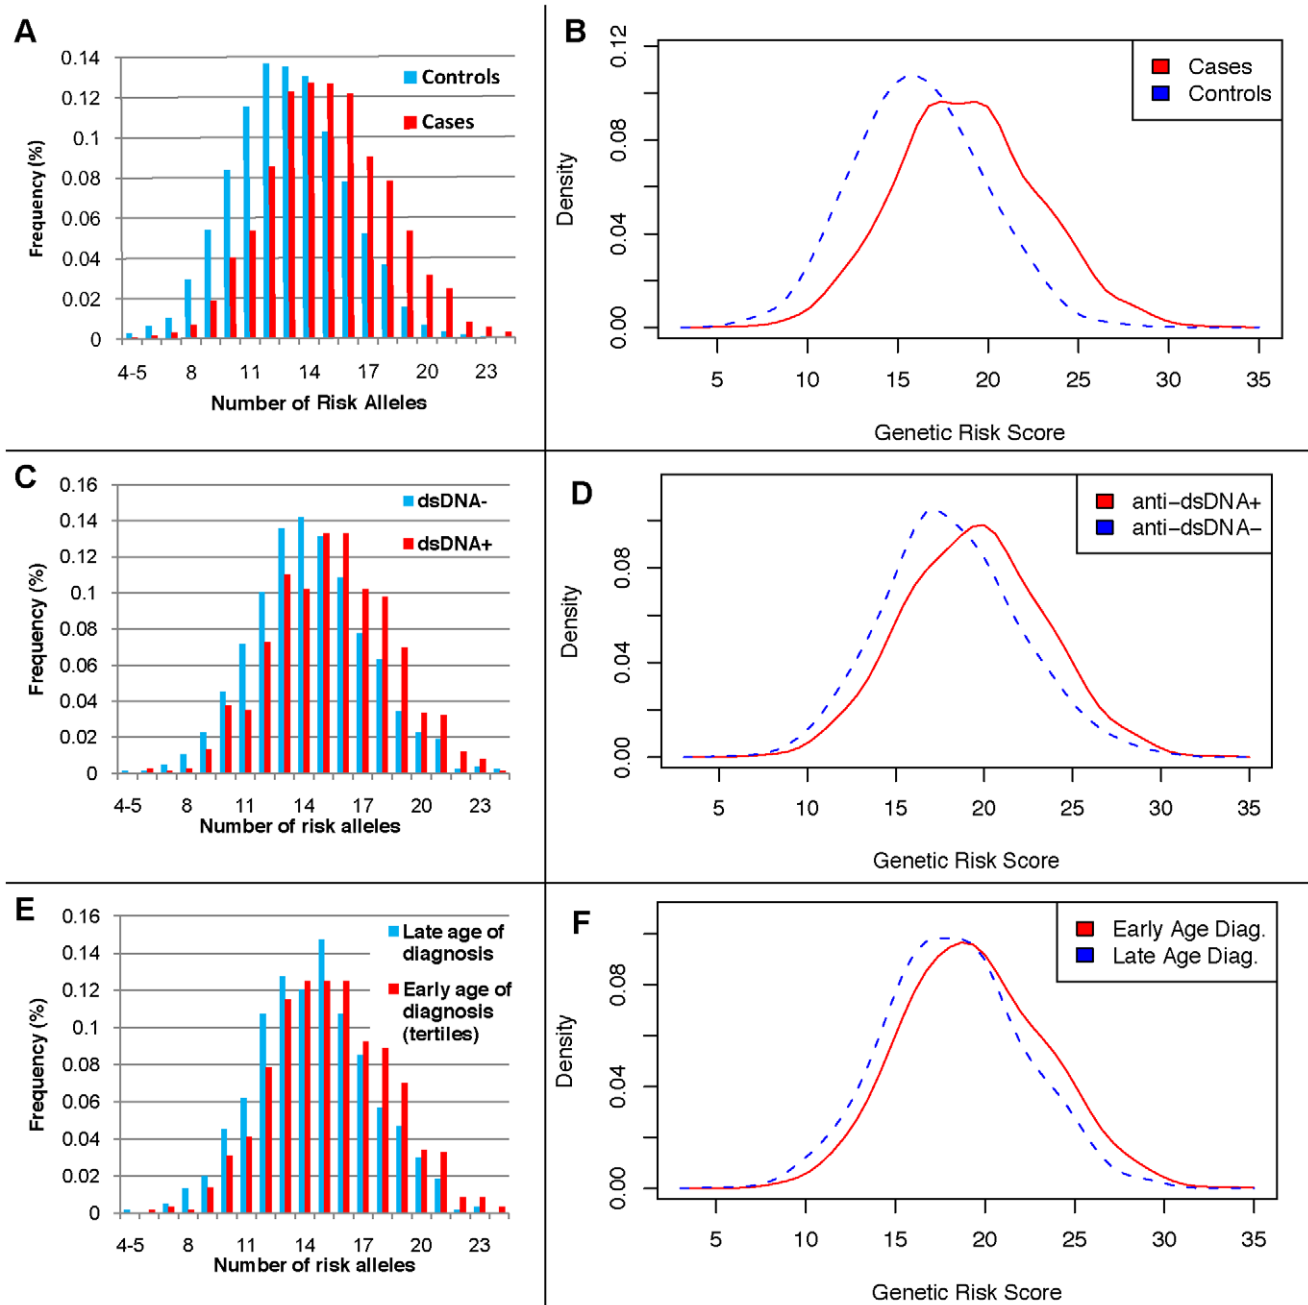 A
0.14
0.12
0.1
0.08
0.06
0.04
0.02
0
Frequency (%)
Controls
Cases
4-5 8 11 14 17 20 23
Number of Risk Alleles
B
0.12
0.08
0.04
0.00
Density
Cases
Controls
5 10 15 20 25 30 35
Genetic Risk Score
C
0.16
0.14
0.12
0.1
0.08
0.06
0.04
0.02
0
Frequency (%)
dsDNA-
dsDNA+
4-5 8 11 14 17 20 23
Number of risk alleles
D
0.08
0.04
0.00
Density
anti−dsDNA+
anti−dsDNA−
5 10 15 20 25 30 35
Genetic Risk Score
E
0.16
0.14
0.12
0.1
0.08
0.06
0.04
0.02
0
Frequency (%)
Late age of
diagnosis
Early age of
diagnosis
(tertiles)
4-5 8 11 14 17 20 23
Number of risk alleles
F
0.08
0.04
0.00
Density
Early Age Diag.
Late Age Diag.
5 10 15 20 25 30 35
Genetic Risk Score